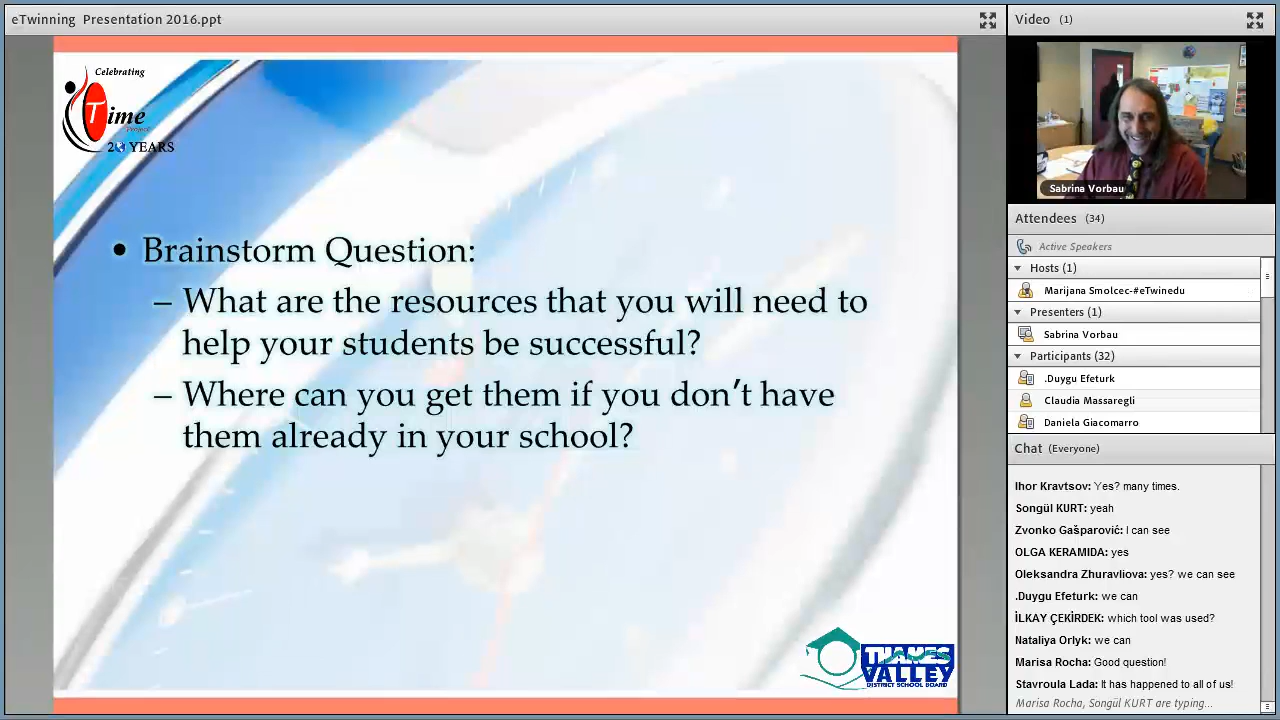 eTwinning Presentation 2016.ppt
Celebrating
Time
Project
20 YEARS
• Brainstorm Question:
– What are the resources that you will need to
help your students be successful?
– Where can you get them if you don't have
them already in your school?
THAMES
VALLEY
DISTRICT SCHOOL BOARD
Video (1)
Sabrina Vorbau
Attendees (34)
Active Speakers
Hosts (1)
Marijana Smolcec-#eTwinedu
Presenters (1)
Sabrina Vorbau
Participants (32)
.Duygu Efeturk
Claudia Massaregli
Daniela Giacomarro
Chat (Everyone)
Ihor Kravtsov: Yes? many times.
Songül KURT: yeah
Zvonko Gašparović: I can see
OLGA KERAMIDA: yes
Oleksandra Zhuravliova: yes? we can see
.Duygu Efeturk: we can
İLKAY ÇEKİRDEK: which tool was used?
Nataliya Orlyk: we can
Marisa Rocha: Good question!
Stavroula Lada: It has happened to all of us!
Marisa Rocha, Songül KURT are typing...